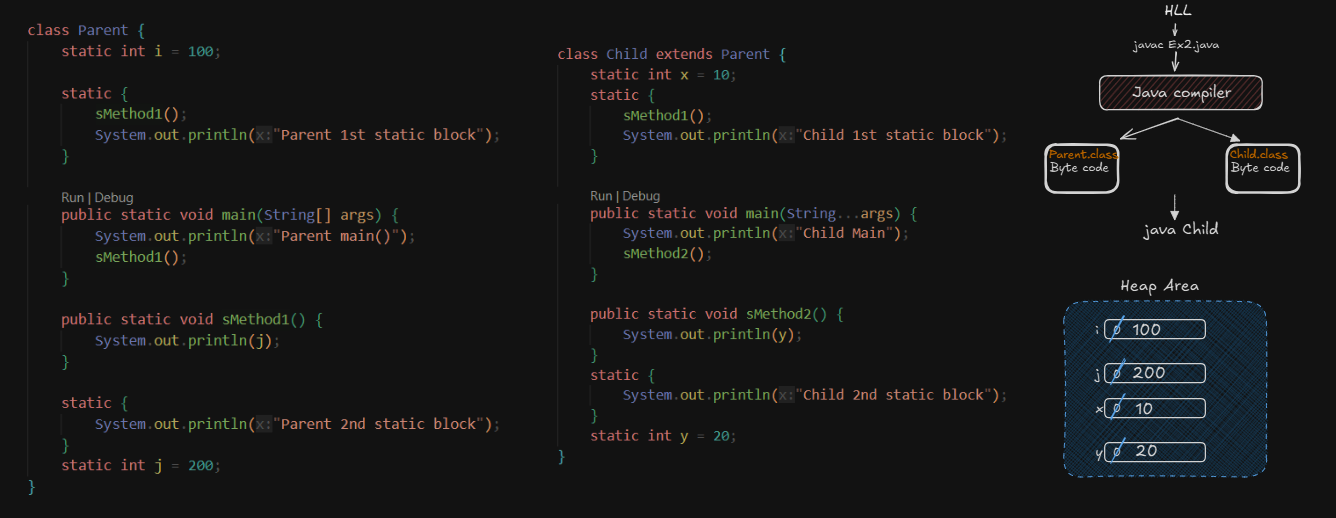 class Parent {
static int i = 100;
static {
sMethod1();
System.out.println(x:"Parent 1st static block");
}
Run | Debug
public static void main(String[] args) {
System.out.println(x:"Parent main()");
sMethod1();
}
public static void sMethod1() {
System.out.println(j);
}
static {
System.out.println(x:"Parent 2nd static block");
}
static int j = 200;
}
class Child extends Parent {
static int x = 10;
static {
sMethod1();
System.out.println(x:"Child 1st static block");
}
Run | Debug
public static void main(String...args) {
System.out.println(x:"Child Main");
sMethod2();
}
public static void sMethod2() {
System.out.println(y);
}
static {
System.out.println(x:"Child 2nd static block");
}
static int y = 20;
}
HLL
javac Ex2.java
Java compiler
Parent.class
Byte code
Child.class
Byte code
java Child
Heap Area
i 0 100
j 0 200
x 0 10
y 0 20